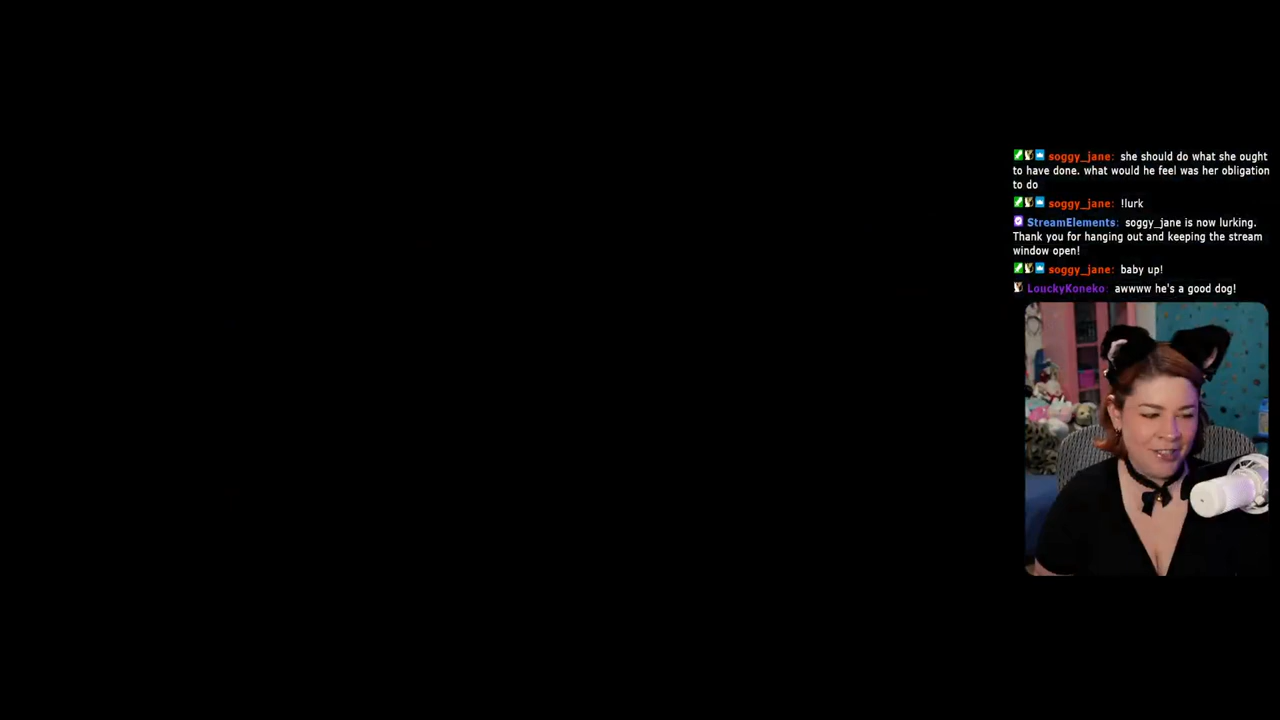 soggy_jane: she should do what she ought
to have done. what would he feel was her obligation
to do
soggy_jane: !lurk
StreamElements: soggy_jane is now lurking.
Thank you for hanging out and keeping the stream
window open!
soggy_jane: baby up!
LouckyKoneko: awwww he's a good dog!